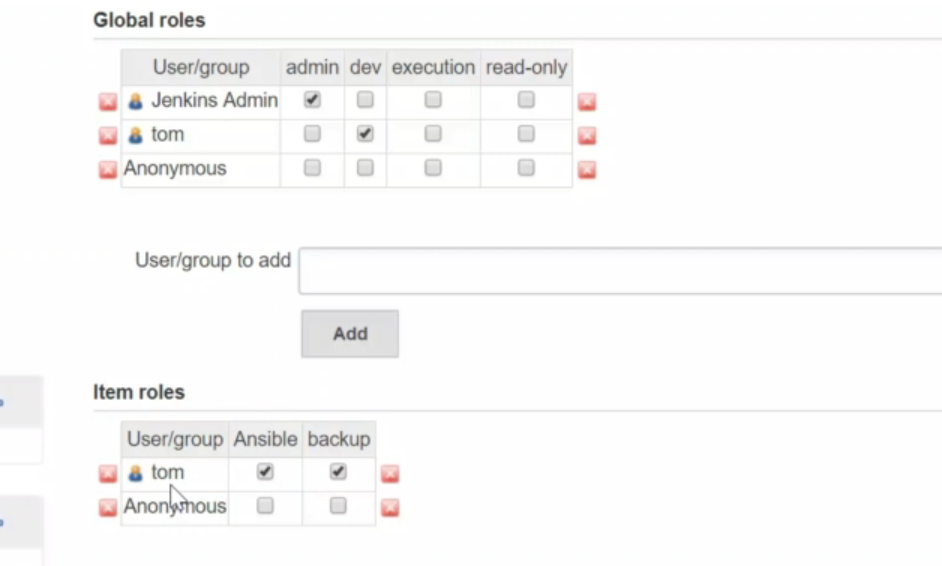 Global roles
User/group admin dev execution read-only
Jenkins Admin
tom
Anonymous
User/group to add
Add
Item roles
User/group Ansible backup
tom
Anonymous